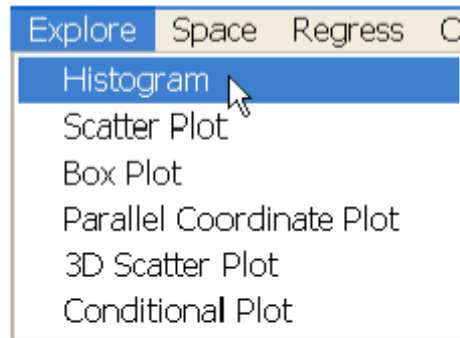 Explore Space Regress
Histogram
Scatter Plot
Box Plot
Parallel Coordinate Plot
3D Scatter Plot
Conditional Plot